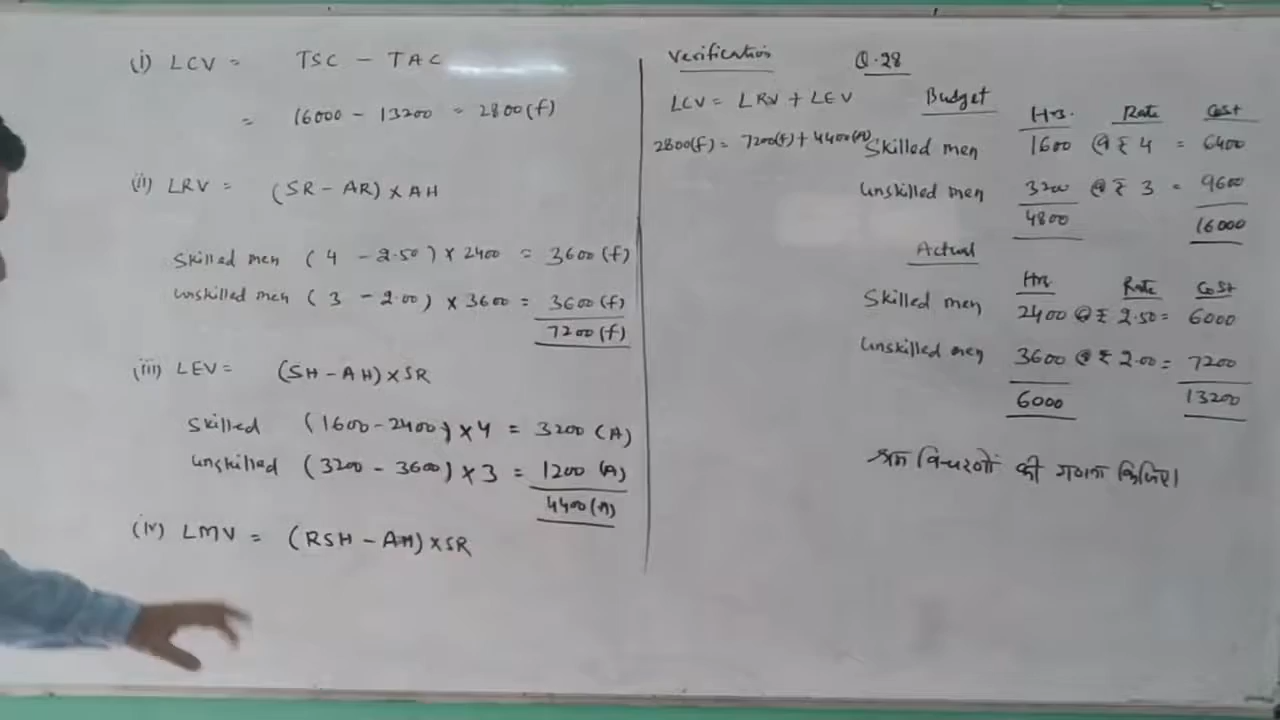 (i) LCV = TSC - TAC
= 16000 - 13200 = 2800 (f)
(ii) LRV = (SR - AR) × AH
Skilled men ( 4 - 2.50 ) × 2400 = 3600 (f)
Unskilled men ( 3 - 2.00 ) × 3600 = 3600 (f)
7200 (f)
(iii) LEV = (SH - AH) × SR
Skilled (1600 - 2400) × 4 = 3200 (A)
Unskilled (3200 - 3600) × 3 = 1200 (A)
4400 (A)
(iv) LMV = (RSH - AH) × SR
Verification
LCV = LRV + LEV
2800(f) = 7200(f) + 4400(A)
Q.28
Budget
Hrs. Rate Cost
Skilled men 1600 @ ₹ 4 = 6400
Unskilled men 3200 @ ₹ 3 = 9600
4800 16000
Actual
Hrs. Rate Cost
Skilled men 2400 @ ₹ 2.50 = 6000
Unskilled men 3600 @ ₹ 2.00 = 7200
6000 13200
श्रम विचरणों की गणना किजिए।